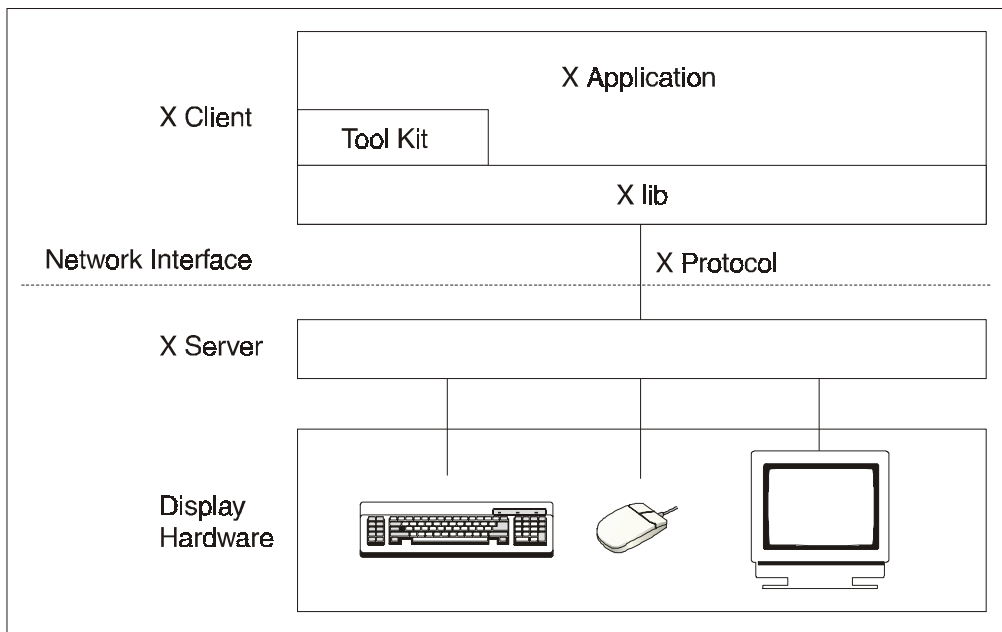 X Application
X Client
Tool Kit
X lib
Network Interface
X Protocol
X Server
Display
Hardware